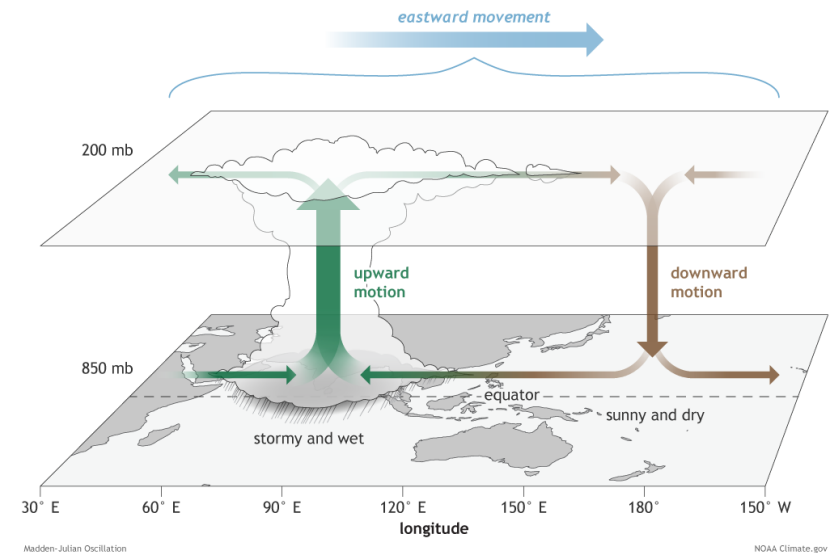 eastward movement
200 mb
upward
motion
downward
motion
850 mb
equator
sunny and dry
stormy and wet
30° E
60° E
90° E
120° E
150° E
180°
150° W
longitude
Madden-Julian Oscillation
NOAA Climate.gov